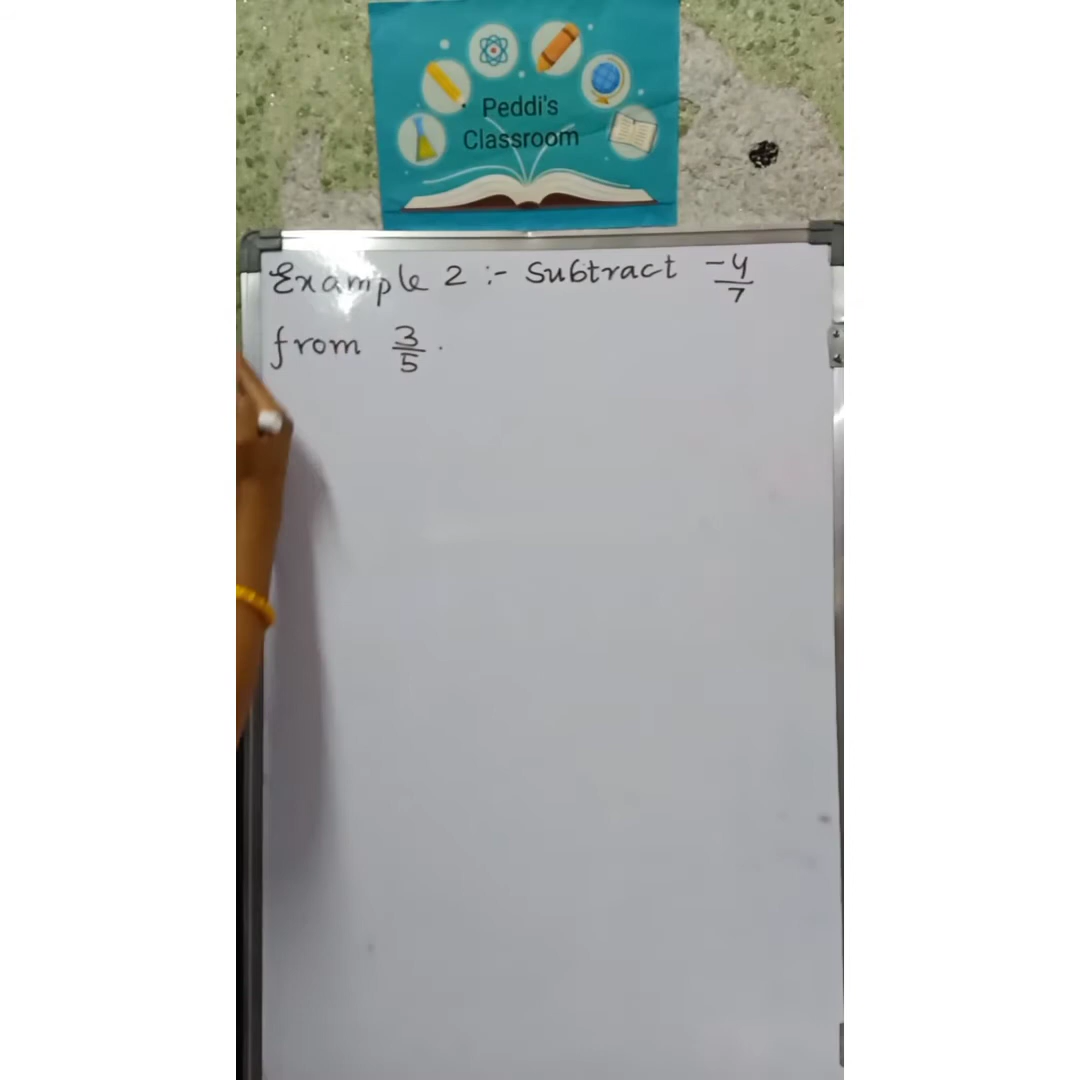 Peddi's
Classroom
Example 2 :- Subtract -4/7
from 3/5.